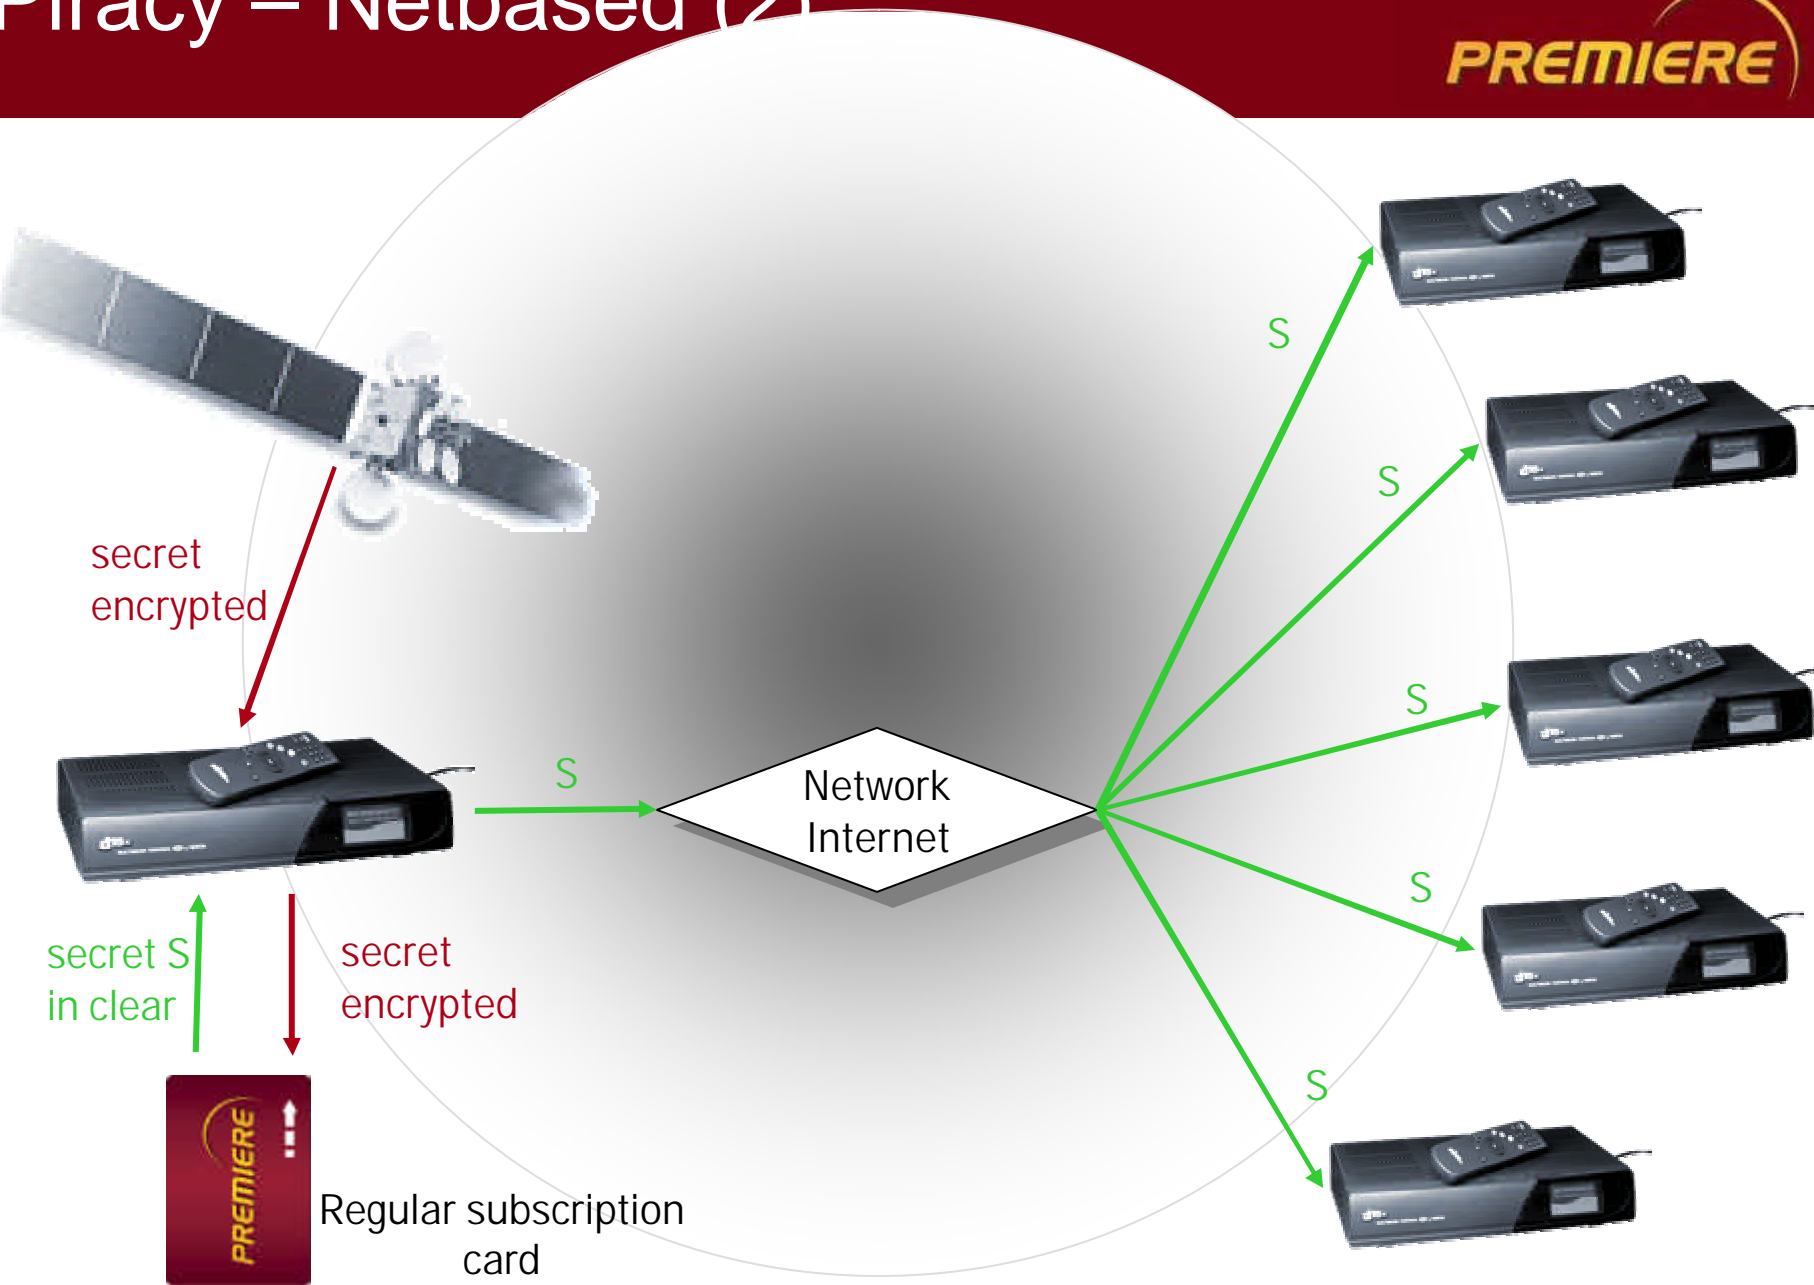 Piracy – Netbased (2)
PREMIERE
S
S
secret
encrypted
S
S
Network
Internet
S
secret S
in clear
secret
encrypted
S
PREMIERE
Regular subscription
card